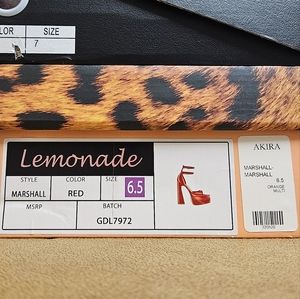 COLOR SIZE
7
Lemonade
STYLE COLOR SIZE
MARSHALL RED 6.5
MSRP BATCH
GDL7972
AKIRA
MARSHALL-
MARSHALL
6.5
ORANGE
MULTI